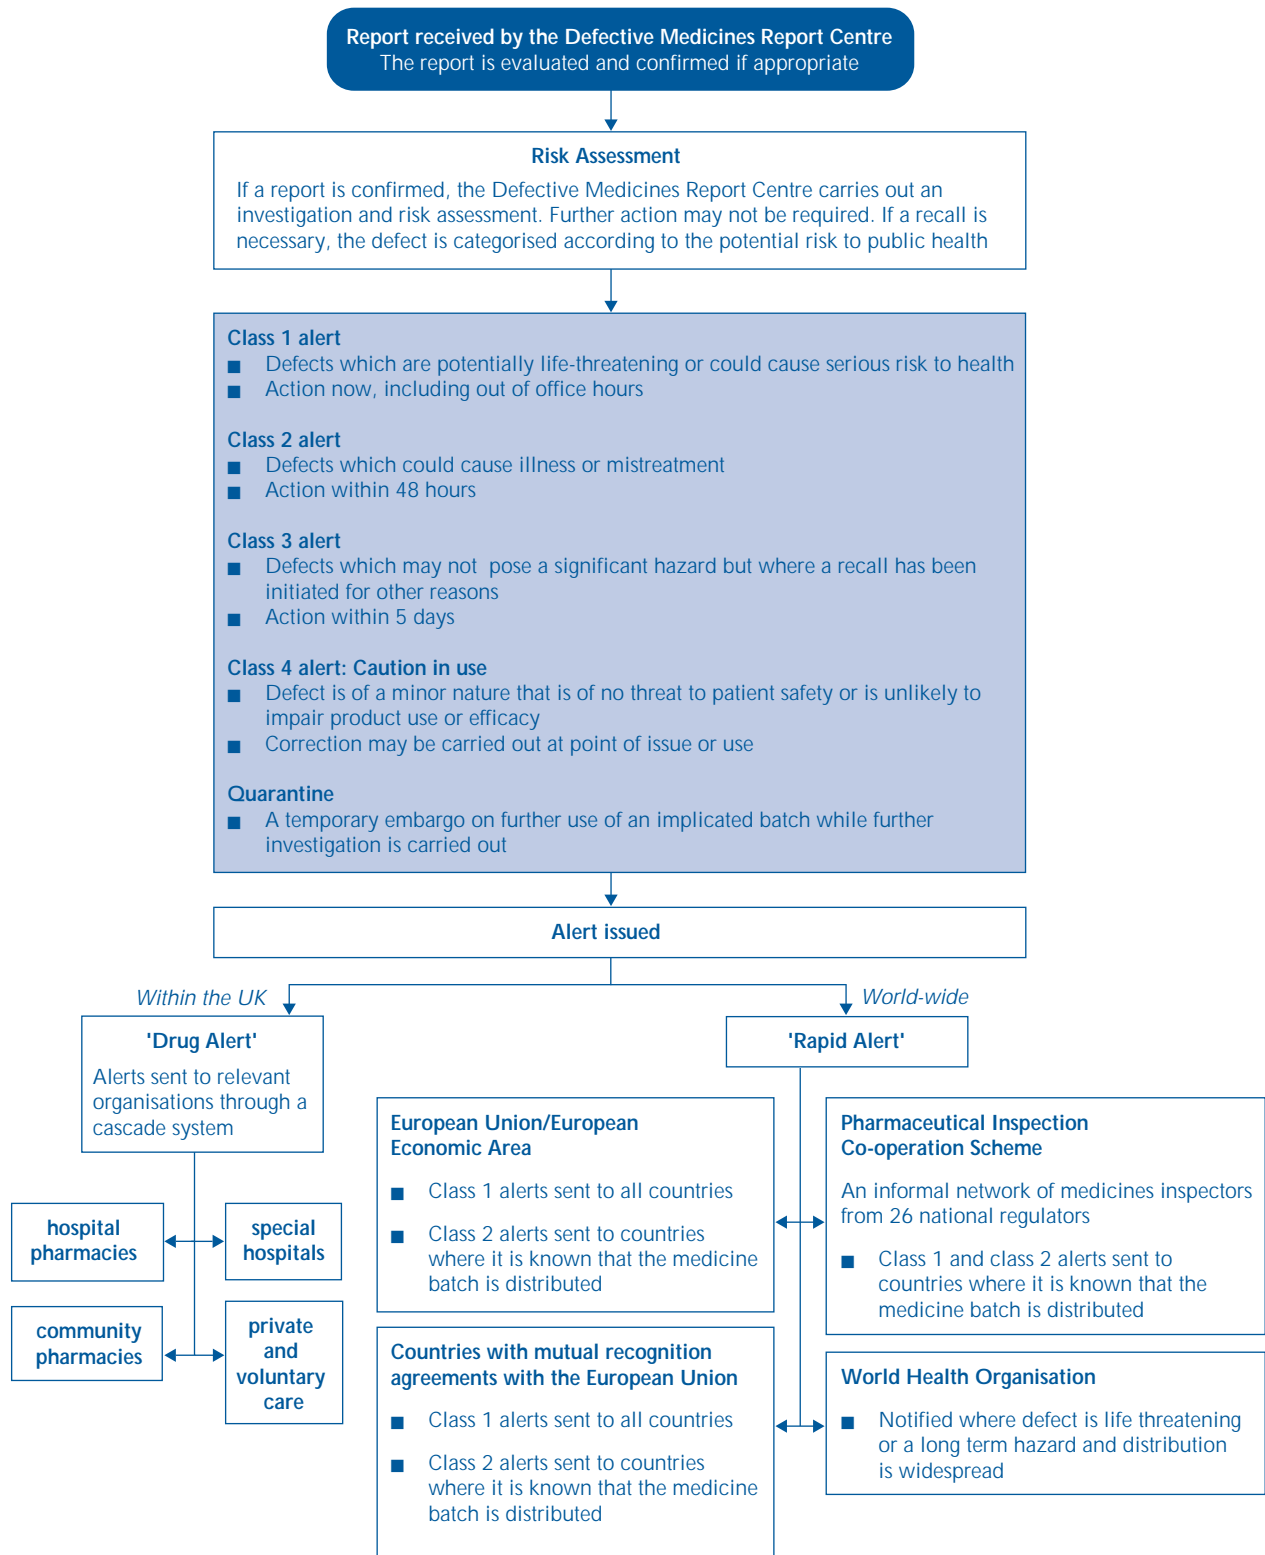 Report received by the Defective Medicines Report Centre
The report is evaluated and confirmed if appropriate
Risk Assessment
If a report is confirmed, the Defective Medicines Report Centre carries out an
investigation and risk assessment. Further action may not be required. If a recall is
necessary, the defect is categorised according to the potential risk to public health
Class 1 alert
■ Defects which are potentially life-threatening or could cause serious risk to health
■ Action now, including out of office hours
Class 2 alert
■ Defects which could cause illness or mistreatment
■ Action within 48 hours
Class 3 alert
■ Defects which may not pose a significant hazard but where a recall has been
initiated for other reasons
■ Action within 5 days
Class 4 alert: Caution in use
■ Defect is of a minor nature that is of no threat to patient safety or is unlikely to
impair product use or efficacy
■ Correction may be carried out at point of issue or use
Quarantine
■ A temporary embargo on further use of an implicated batch while further
investigation is carried out
Alert issued
Within the UK
World-wide
'Drug Alert'
Alerts sent to relevant
organisations through a
cascade system
hospital
pharmacies
special
hospitals
community
pharmacies
private
and
voluntary
care
'Rapid Alert'
European Union/European
Economic Area
■ Class 1 alerts sent to all countries
■ Class 2 alerts sent to countries
where it is known that the medicine
batch is distributed
Pharmaceutical Inspection
Co-operation Scheme
An informal network of medicines inspectors
from 26 national regulators
■ Class 1 and class 2 alerts sent to
countries where it is known that the
medicine batch is distributed
Countries with mutual recognition
agreements with the European Union
■ Class 1 alerts sent to all countries
■ Class 2 alerts sent to countries
where it is known that the medicine
batch is distributed
World Health Organisation
■ Notified where defect is life threatening
or a long term hazard and distribution
is widespread